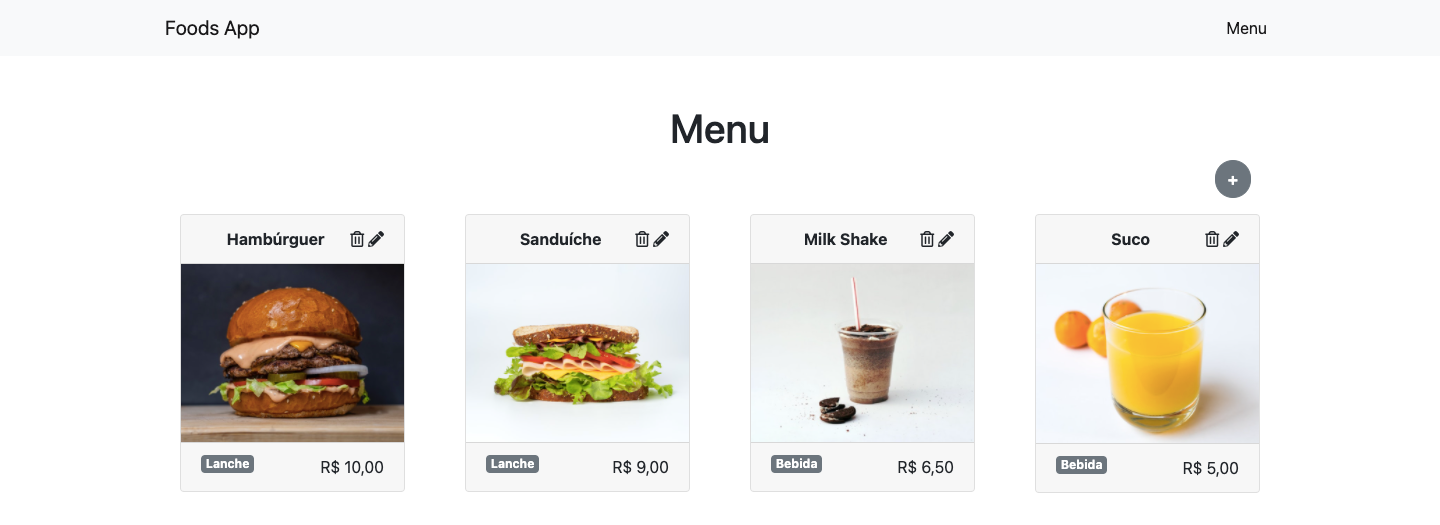 Foods App
Menu
Menu
+
Hambúrguer
Sanduíche
Milk Shake
Suco
Lanche
R$ 10,00
Lanche
R$ 9,00
Bebida
R$ 6,50
Bebida
R$ 5,00